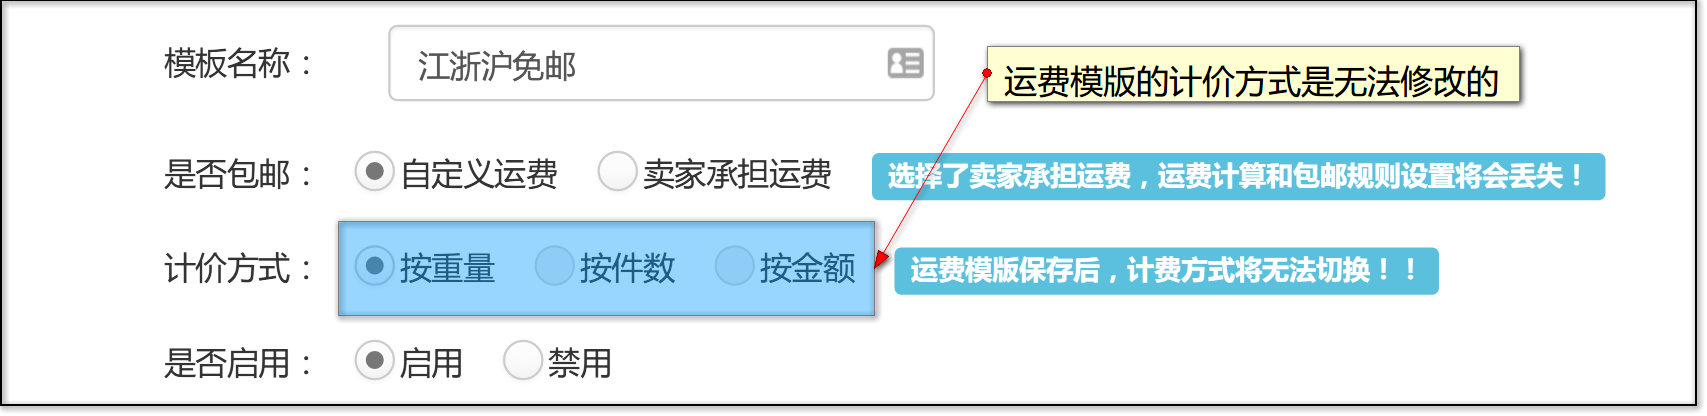 模板名称：
江浙沪免邮
运费模版的计价方式是无法修改的
是否包邮： 自定义运费 卖家承担运费 选择了卖家承担运费，运费计算和包邮规则设置将会丢失！
计价方式： 按重量 按件数 按金额 运费模版保存后，计费方式将无法切换！！
是否启用： 启用 禁用